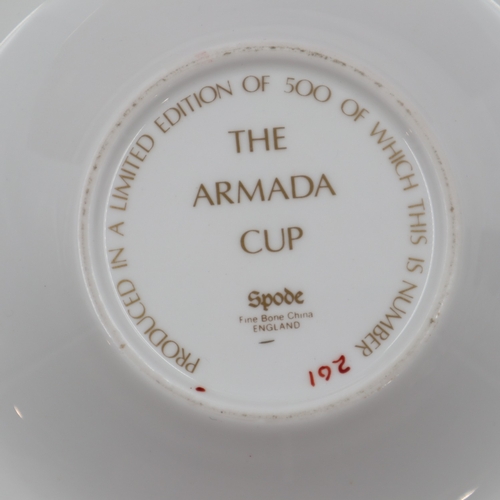 PRODUCED IN A LIMITED EDITION OF 500 OF WHICH THIS IS NUMBER 261
THE
ARMADA
CUP
Spode
Fine Bone China
ENGLAND